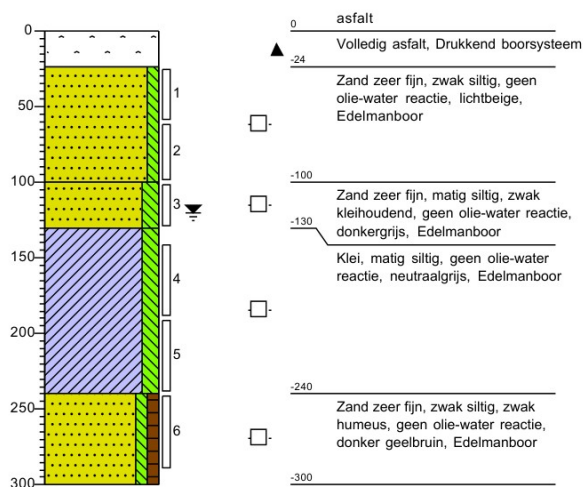 0
50
100
150
200
250
300
1
2
3
4
5
6
0
asfalt
Volledig asfalt, Drukkend boorsysteem
-24
Zand zeer fijn, zwak siltig, geen
olie-water reactie, lichtbeige,
Edelmanboor
-100
Zand zeer fijn, matig siltig, zwak
kleihoudend, geen olie-water reactie,
donkergrijs, Edelmanboor
-130
Klei, matig siltig, geen olie-water
reactie, neutraalgrijs, Edelmanboor
-240
Zand zeer fijn, zwak siltig, zwak
humeus, geen olie-water reactie,
donker geelbruin, Edelmanboor
-300